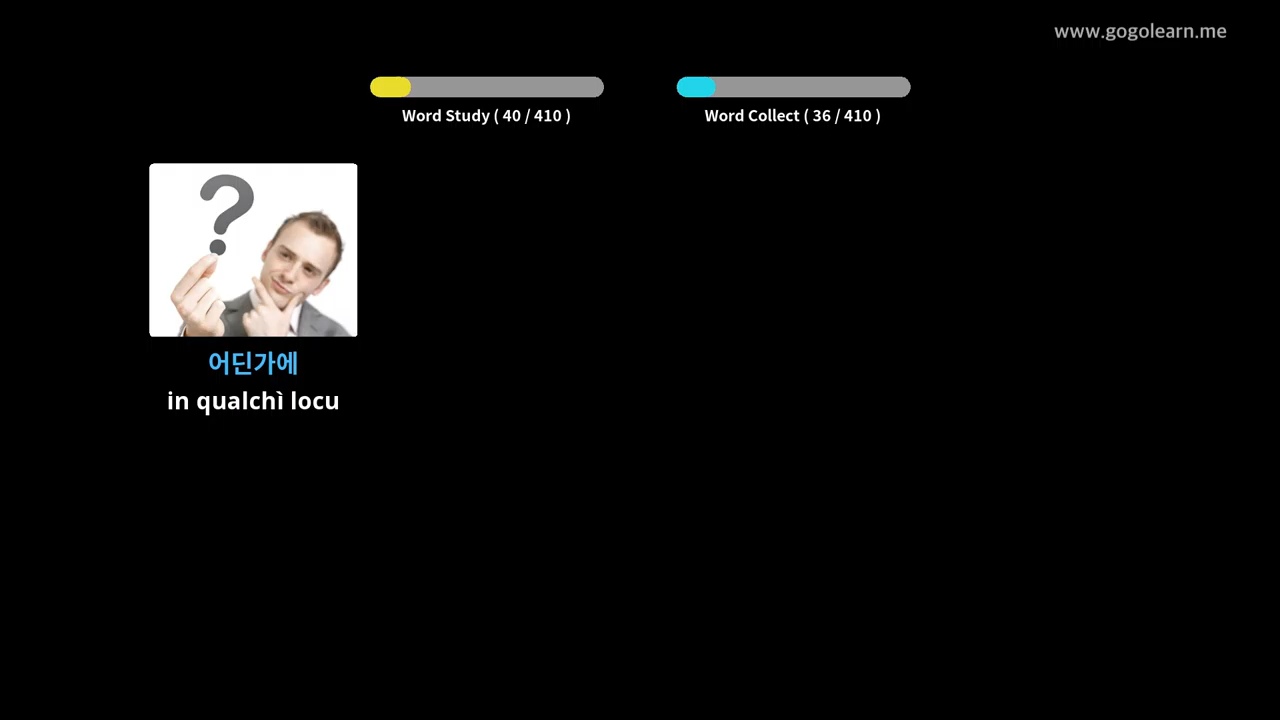 www.gogolearn.me
Word Study ( 40 / 410 )
Word Collect ( 36 / 410 )
?
어딘가에
in qualchì locu